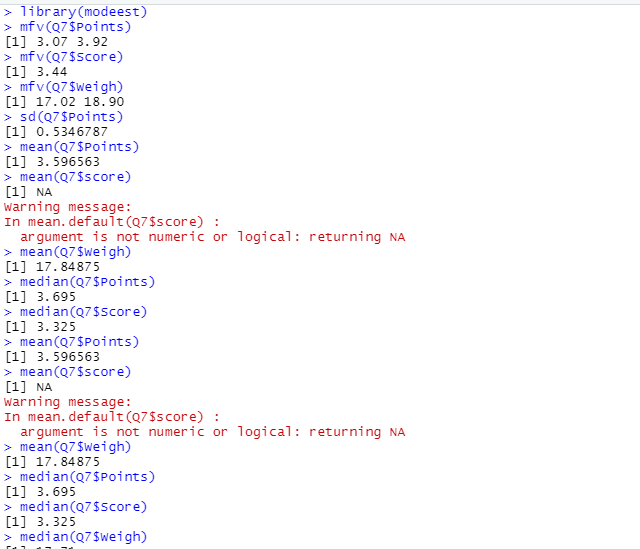 > library(modeest)
> mfv(Q7$Points)
[1] 3.07 3.92
> mfv(Q7$Score)
[1] 3.44
> mfv(Q7$Weigh)
[1] 17.02 18.90
> sd(Q7$Points)
[1] 0.5346787
> mean(Q7$Points)
[1] 3.596563
> mean(Q7$score)
[1] NA
Warning message:
In mean.default(Q7$score) :
  argument is not numeric or logical: returning NA
> mean(Q7$Weigh)
[1] 17.84875
> median(Q7$Points)
[1] 3.695
> median(Q7$Score)
[1] 3.325
> mean(Q7$Points)
[1] 3.596563
> mean(Q7$score)
[1] NA
Warning message:
In mean.default(Q7$score) :
  argument is not numeric or logical: returning NA
> mean(Q7$Weigh)
[1] 17.84875
> median(Q7$Points)
[1] 3.695
> median(Q7$Score)
[1] 3.325
> median(Q7$Weigh)